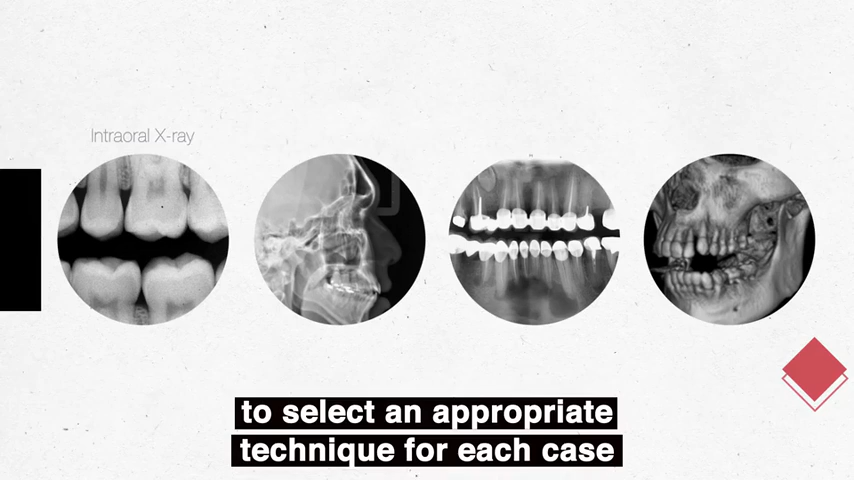 Intraoral X-ray
to select an appropriate
technique for each case